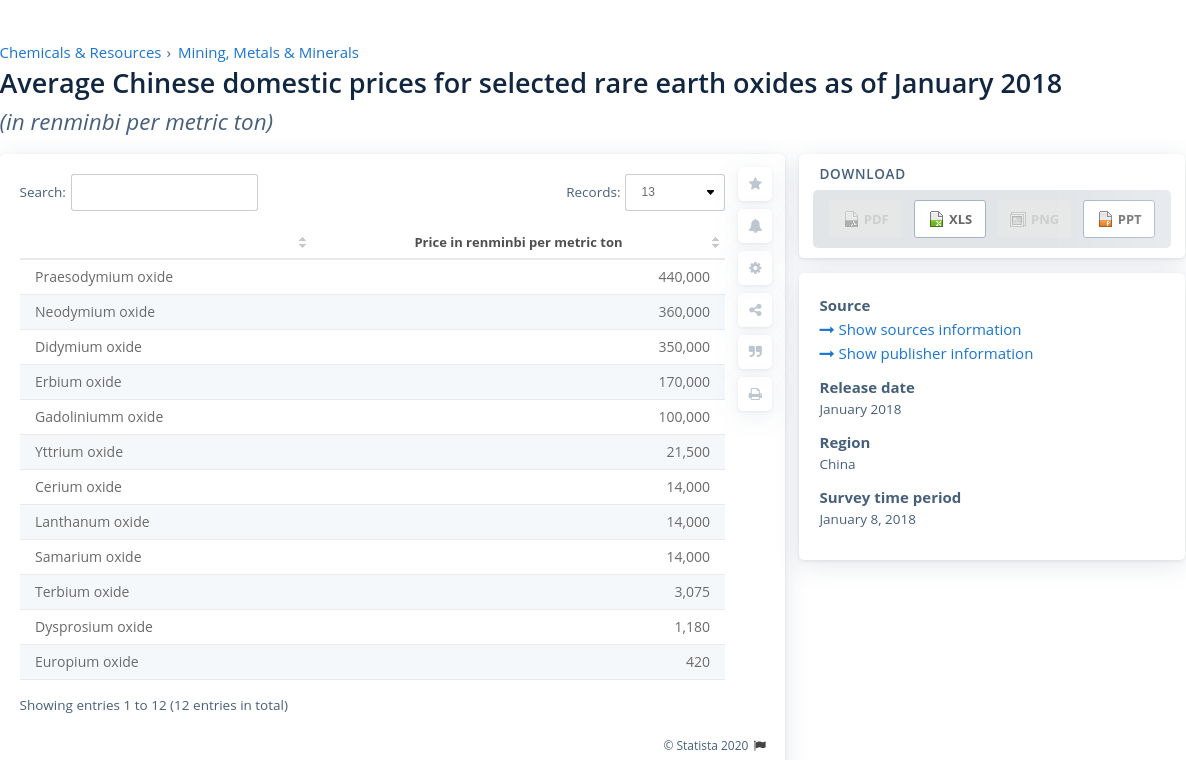 Chemicals & Resources › Mining, Metals & Minerals
Average Chinese domestic prices for selected rare earth oxides as of January 2018
(in renminbi per metric ton)
Search:
Records: 13
Price in renminbi per metric ton
Praesodymium oxide 440,000
Neodymium oxide 360,000
Didymium oxide 350,000
Erbium oxide 170,000
Gadoliniumm oxide 100,000
Yttrium oxide 21,500
Cerium oxide 14,000
Lanthanum oxide 14,000
Samarium oxide 14,000
Terbium oxide 3,075
Dysprosium oxide 1,180
Europium oxide 420
Showing entries 1 to 12 (12 entries in total)
© Statista 2020
DOWNLOAD
PDF XLS PNG PPT
Source
Show sources information
Show publisher information
Release date
January 2018
Region
China
Survey time period
January 8, 2018